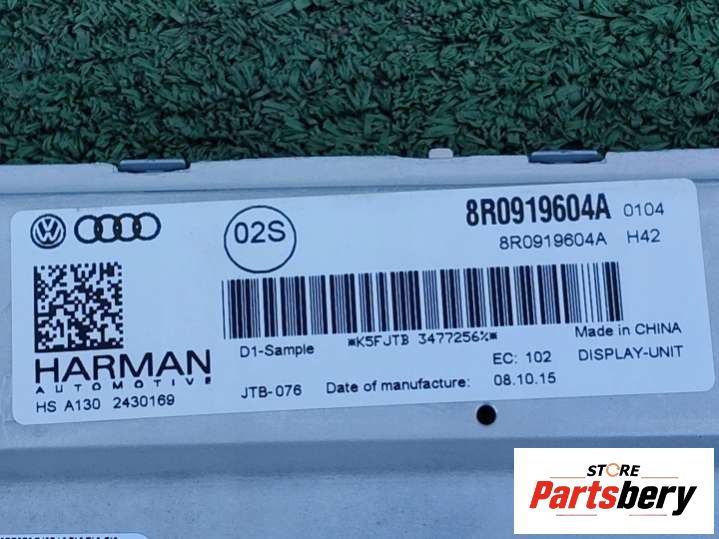 02S
8R0919604A 0104
8R0919604A H42
D1-Sample
*K5FJTB 3477256%*
Made in CHINA
HARMAN
AUTOMOTIVE
EC: 102
DISPLAY-UNIT
HS A130 2430169
JTB-076
Date of manufacture:
08.10.15
STORE
Partsbery